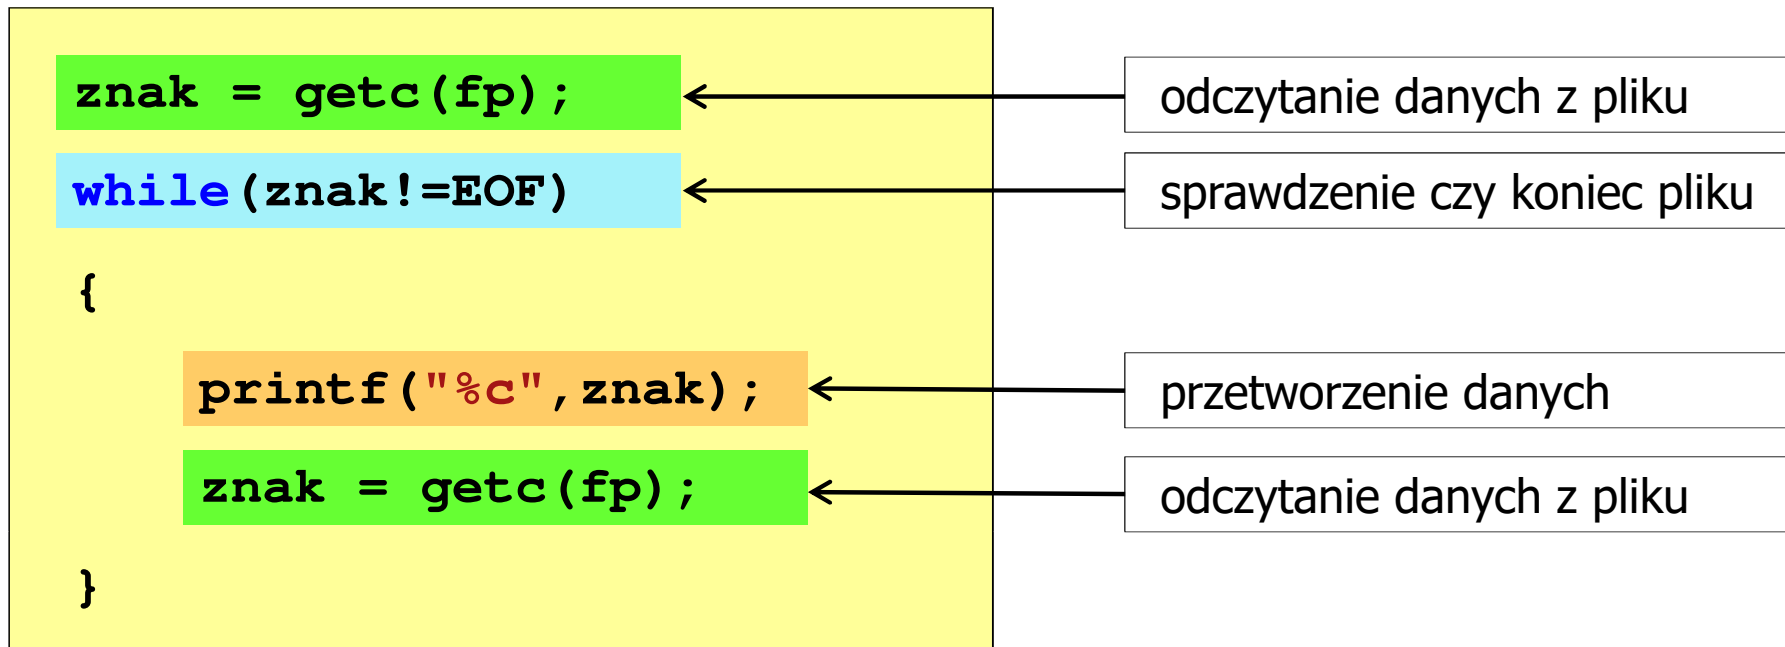 znak = getc(fp);
odczytanie danych z pliku
while(znak!=EOF)
sprawdzenie czy koniec pliku
{
printf("%c",znak);
przetworzenie danych
znak = getc(fp);
odczytanie danych z pliku
}